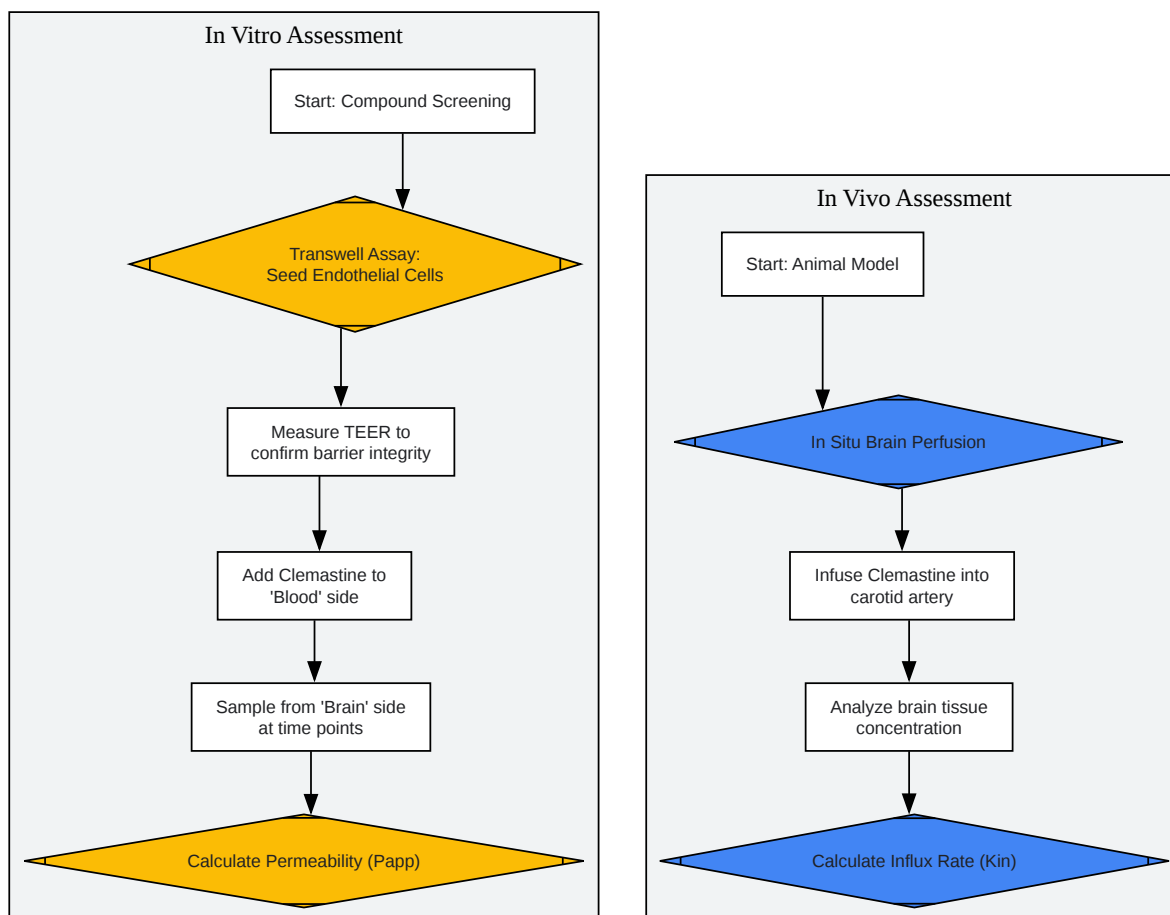 In Vitro Assessment
Start: Compound Screening
Transwell Assay:
Seed Endothelial Cells
Measure TEER to
confirm barrier integrity
Add Clemastine to
'Blood' side
Sample from 'Brain' side
at time points
Calculate Permeability (Papp)
In Vivo Assessment
Start: Animal Model
In Situ Brain Perfusion
Infuse Clemastine into
carotid artery
Analyze brain tissue
concentration
Calculate Influx Rate (Kin)